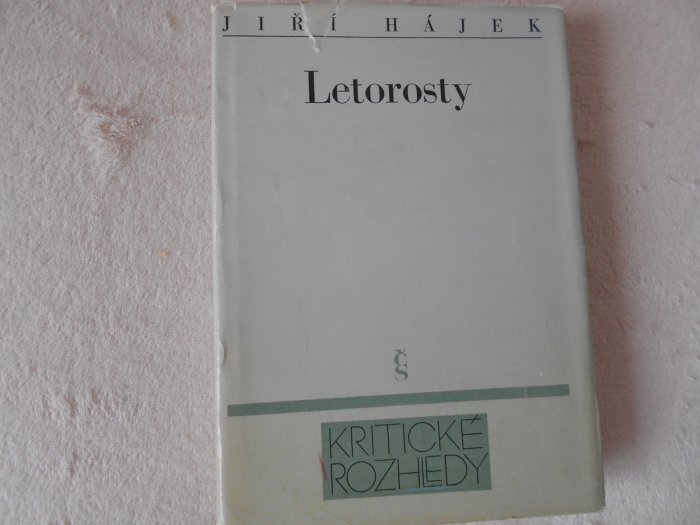 JIŘÍ HÁJEK
Letorosty
čs
KRITICKÉ
ROZHLEDY